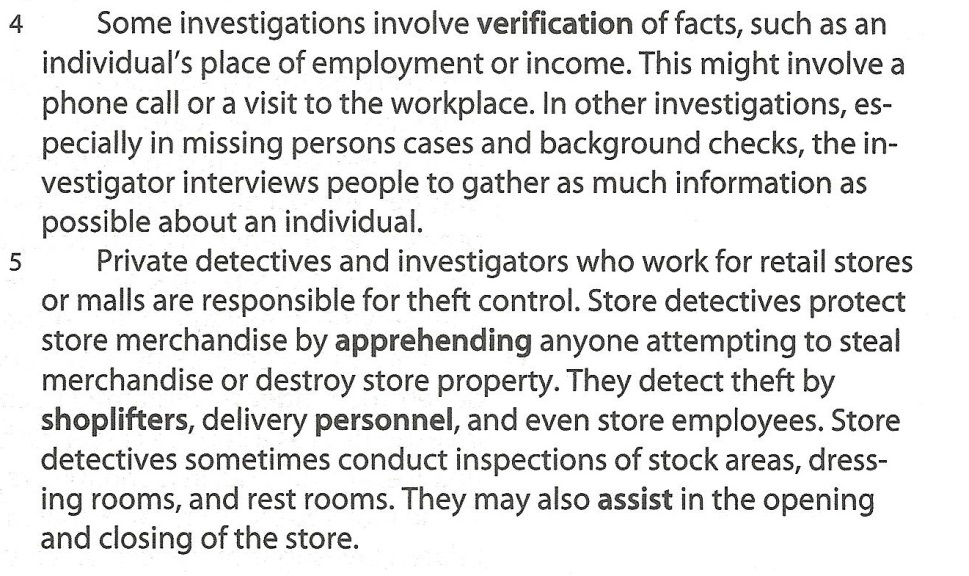 4 Some investigations involve verification of facts, such as an
individual's place of employment or income. This might involve a
phone call or a visit to the workplace. In other investigations, es-
pecially in missing persons cases and background checks, the in-
vestigator interviews people to gather as much information as
possible about an individual.
5 Private detectives and investigators who work for retail stores
or malls are responsible for theft control. Store detectives protect
store merchandise by apprehending anyone attempting to steal
merchandise or destroy store property. They detect theft by
shoplifters, delivery personnel, and even store employees. Store
detectives sometimes conduct inspections of stock areas, dress-
ing rooms, and rest rooms. They may also assist in the opening
and closing of the store.